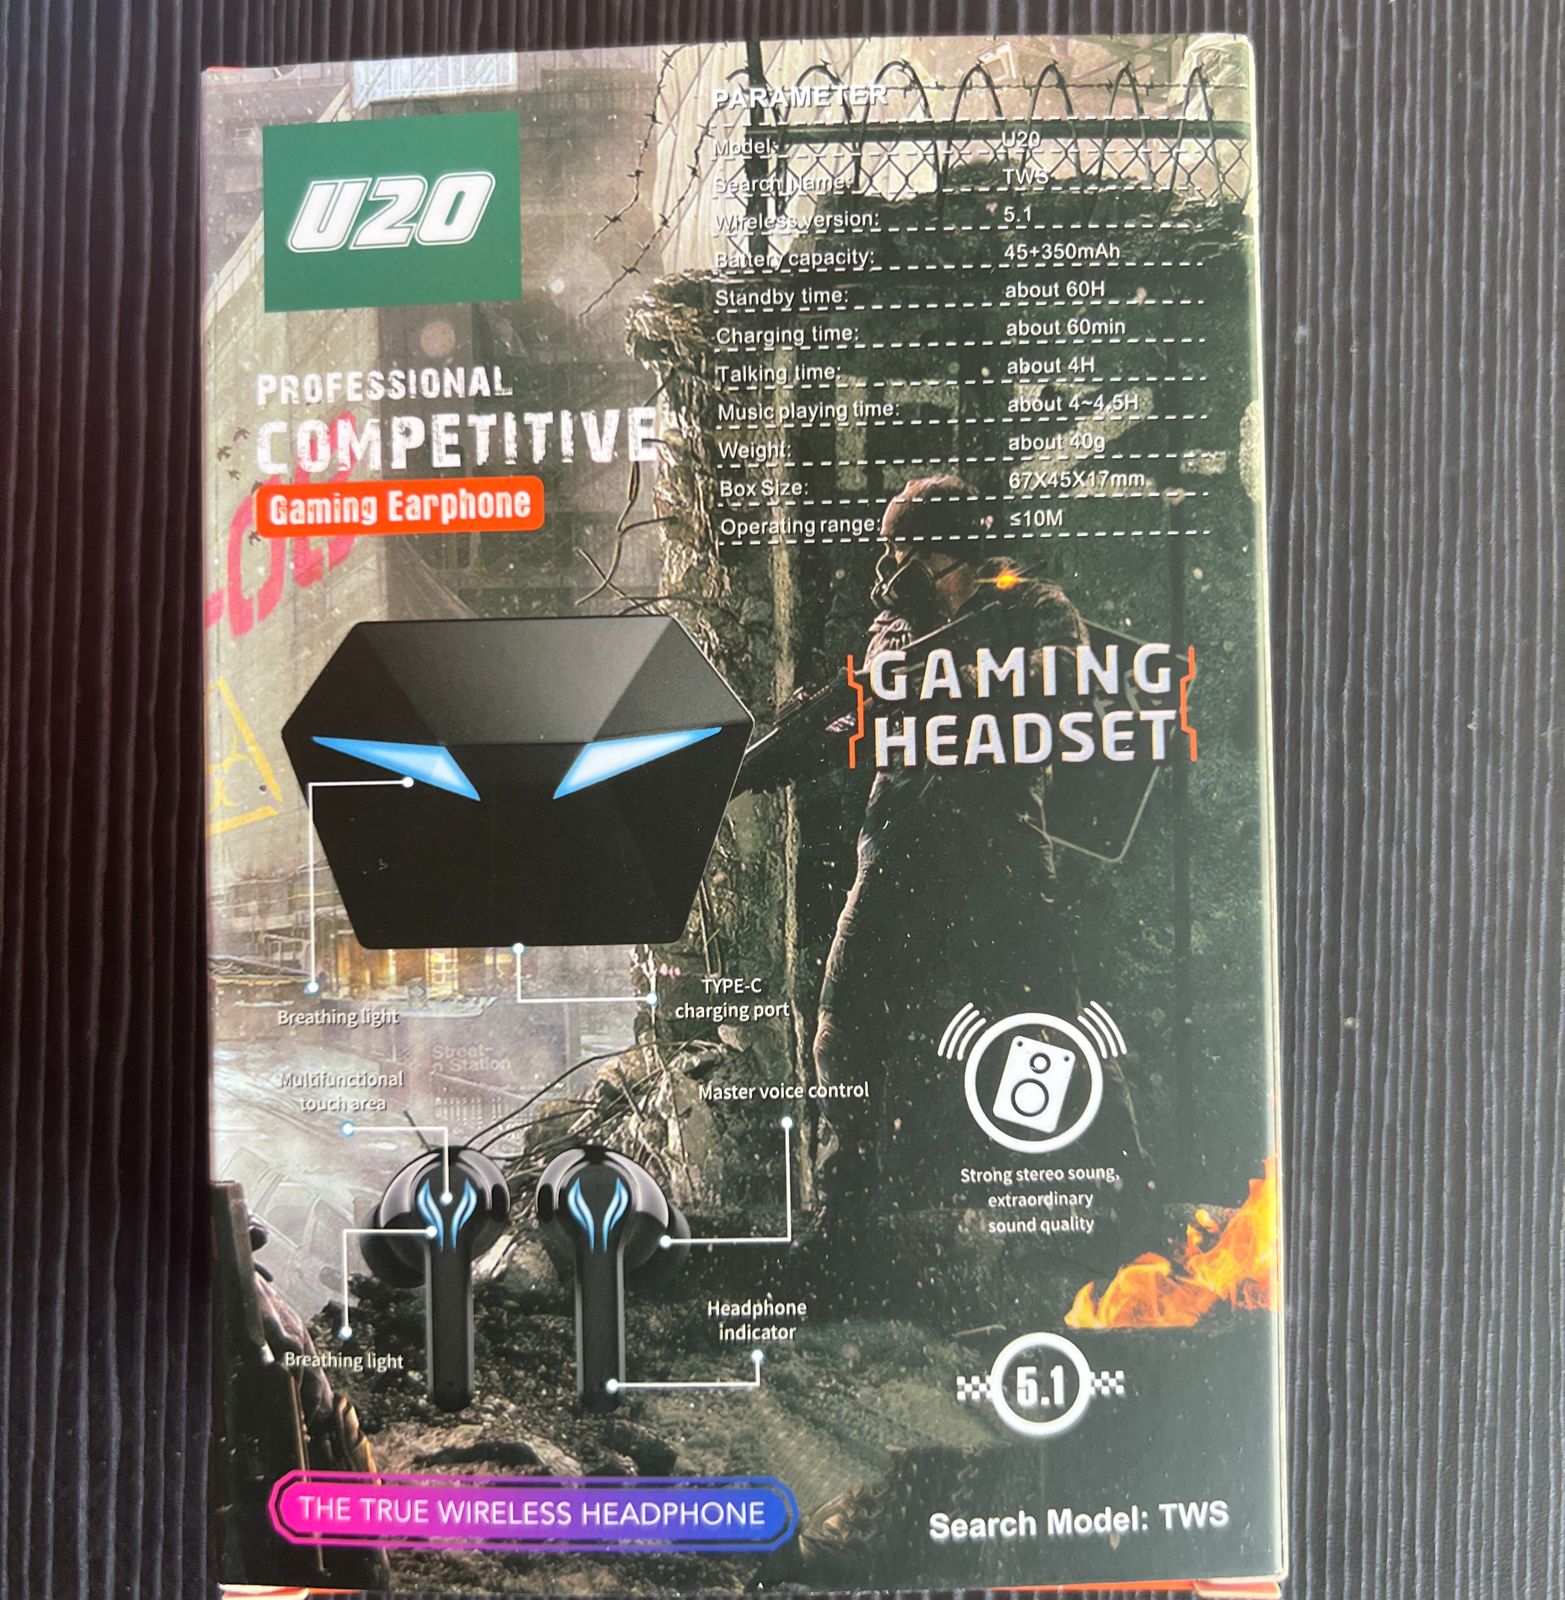 U20
PROFESSIONAL
COMPETITIVE
Gaming Earphone
PARAMETER
Model: U20
Search Name: TWS
Wireless version: 5.1
Battery capacity: 45+350mAh
Standby time: about 60H
Charging time: about 60min
Talking time: about 4H
Music playing time: about 4~4.5H
Weight: about 40g
Box Size: 67X45X17mm
Operating range: ≤10M
GAMING
HEADSET
Breathing light
TYPE-C
charging port
Street-
n Station
Multifunctional
touch area
Master voice control
Breathing light
Headphone
indicator
Strong stereo soung,
extraordinary
sound quality
5.1
THE TRUE WIRELESS HEADPHONE
Search Model: TWS